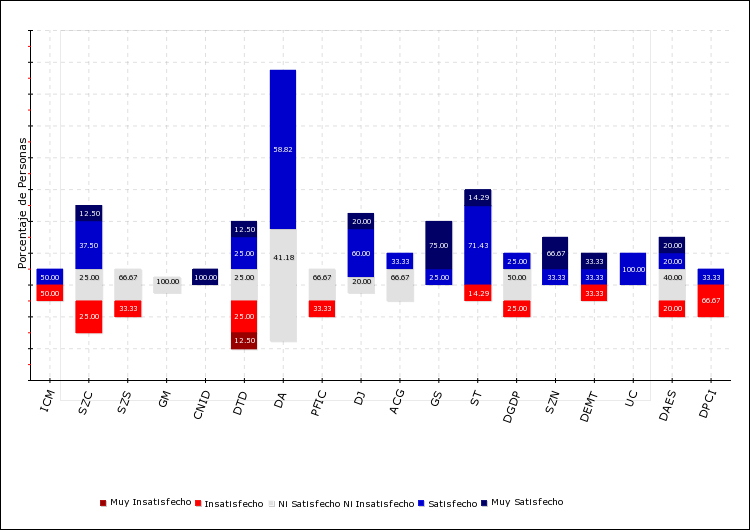 Porcentaje de Personas
58.82
12.50
14.29
37.50
12.50
25.00
20.00
60.00
75.00
71.43
41.18
50.00
25.00
66.67
100.00
100.00
25.00
66.67
20.00
33.33
66.67
25.00
25.00
50.00
66.67
33.33
33.33
33.33
100.00
20.00
20.00
40.00
33.33
50.00
25.00
33.33
25.00
12.50
33.33
14.29
25.00
33.33
20.00
66.67
ICM
SZC
SZS
GM
CNID
DTD
DA
PFIC
DJ
ACG
GS
ST
DGDP
SZN
DEMT
UC
DAES
DPCI
Muy Insatisfecho Insatisfecho Ni Satisfecho Ni Insatisfecho Satisfecho Muy Satisfecho